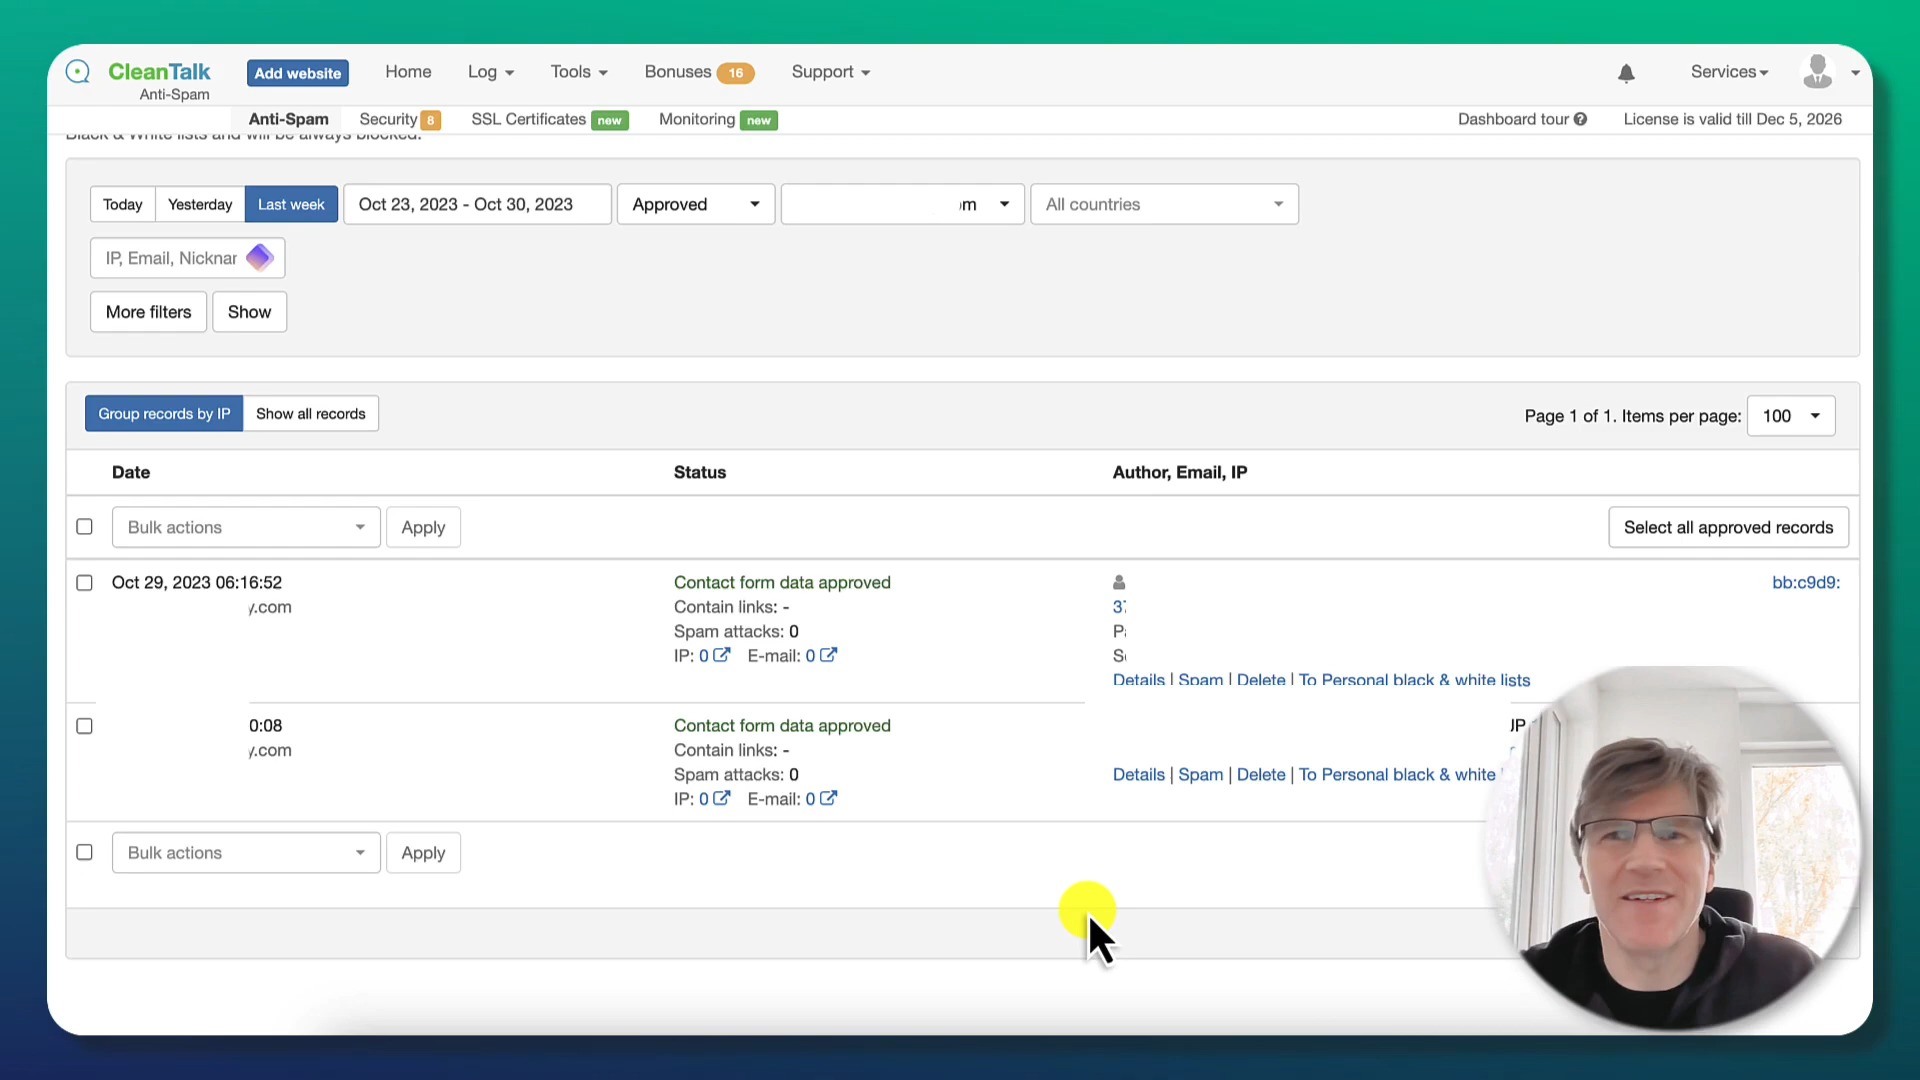 CleanTalk
Anti-Spam
Add website
Home
Log
Tools
Bonuses 16
Support
Services
Anti-Spam
Security 8
SSL Certificates new
Monitoring new
Dashboard tour
License is valid till Dec 5, 2026
Black & White lists and will be always blocked.
Today
Yesterday
Last week
Oct 23, 2023 - Oct 30, 2023
Approved
All countries
IP, Email, Nicknar
More filters
Show
Group records by IP
Show all records
Page 1 of 1. Items per page: 100
Date
Status
Author, Email, IP
Bulk actions
Apply
Select all approved records
Oct 29, 2023 06:16:52
y.com
Contact form data approved
Contain links: -
Spam attacks: 0
IP: 0 E-mail: 0
bb:c9d9:
Details | Spam | Delete | To Personal black & white lists
0:08
y.com
Contact form data approved
Contain links: -
Spam attacks: 0
IP: 0 E-mail: 0
Details | Spam | Delete | To Personal black & white
Bulk actions
Apply